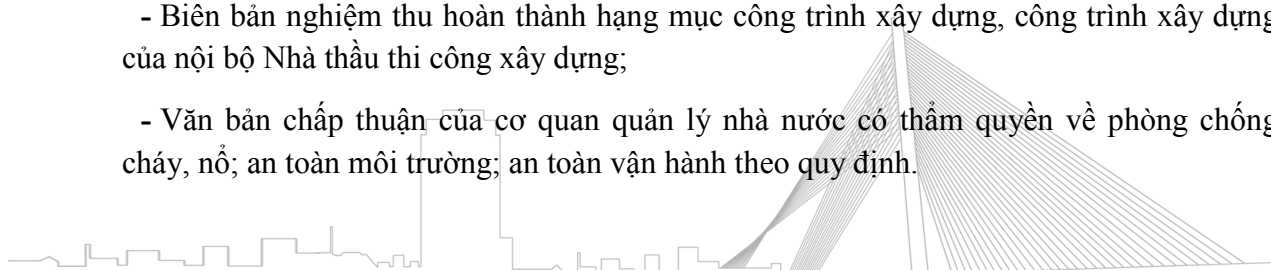 - Biên bản nghiệm thu hoàn thành hạng mục công trình xây dựng, công trình xây dựng
của nội bộ Nhà thầu thi công xây dựng;
- Văn bản chấp thuận của cơ quan quản lý nhà nước có thẩm quyền về phòng chống
cháy, nổ; an toàn môi trường; an toàn vận hành theo quy định.